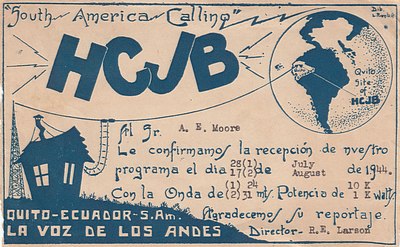 "South America Calling"
HCJB
Quito
Site
of
HCJB
Al Sr. A. E. Moore
Le confirmamos la recepción de nuestro
programa el dia 28(1) July
17(2) de August de 1944.
Con la Onda de (1) 24 mts. Potencia de 10 K
(2)31 1 K watts
QUITO-ECUADOR-S.Am. Agradecemos su reportaje.
LA VOZ DE LOS ANDES Director- R.E. Larson